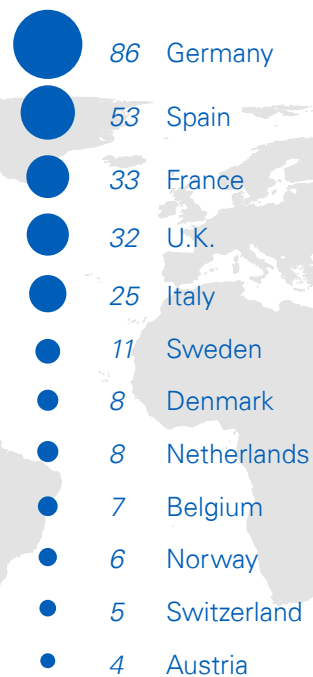 86 Germany
53 Spain
33 France
32 U.K.
25 Italy
11 Sweden
8 Denmark
8 Netherlands
7 Belgium
6 Norway
5 Switzerland
4 Austria